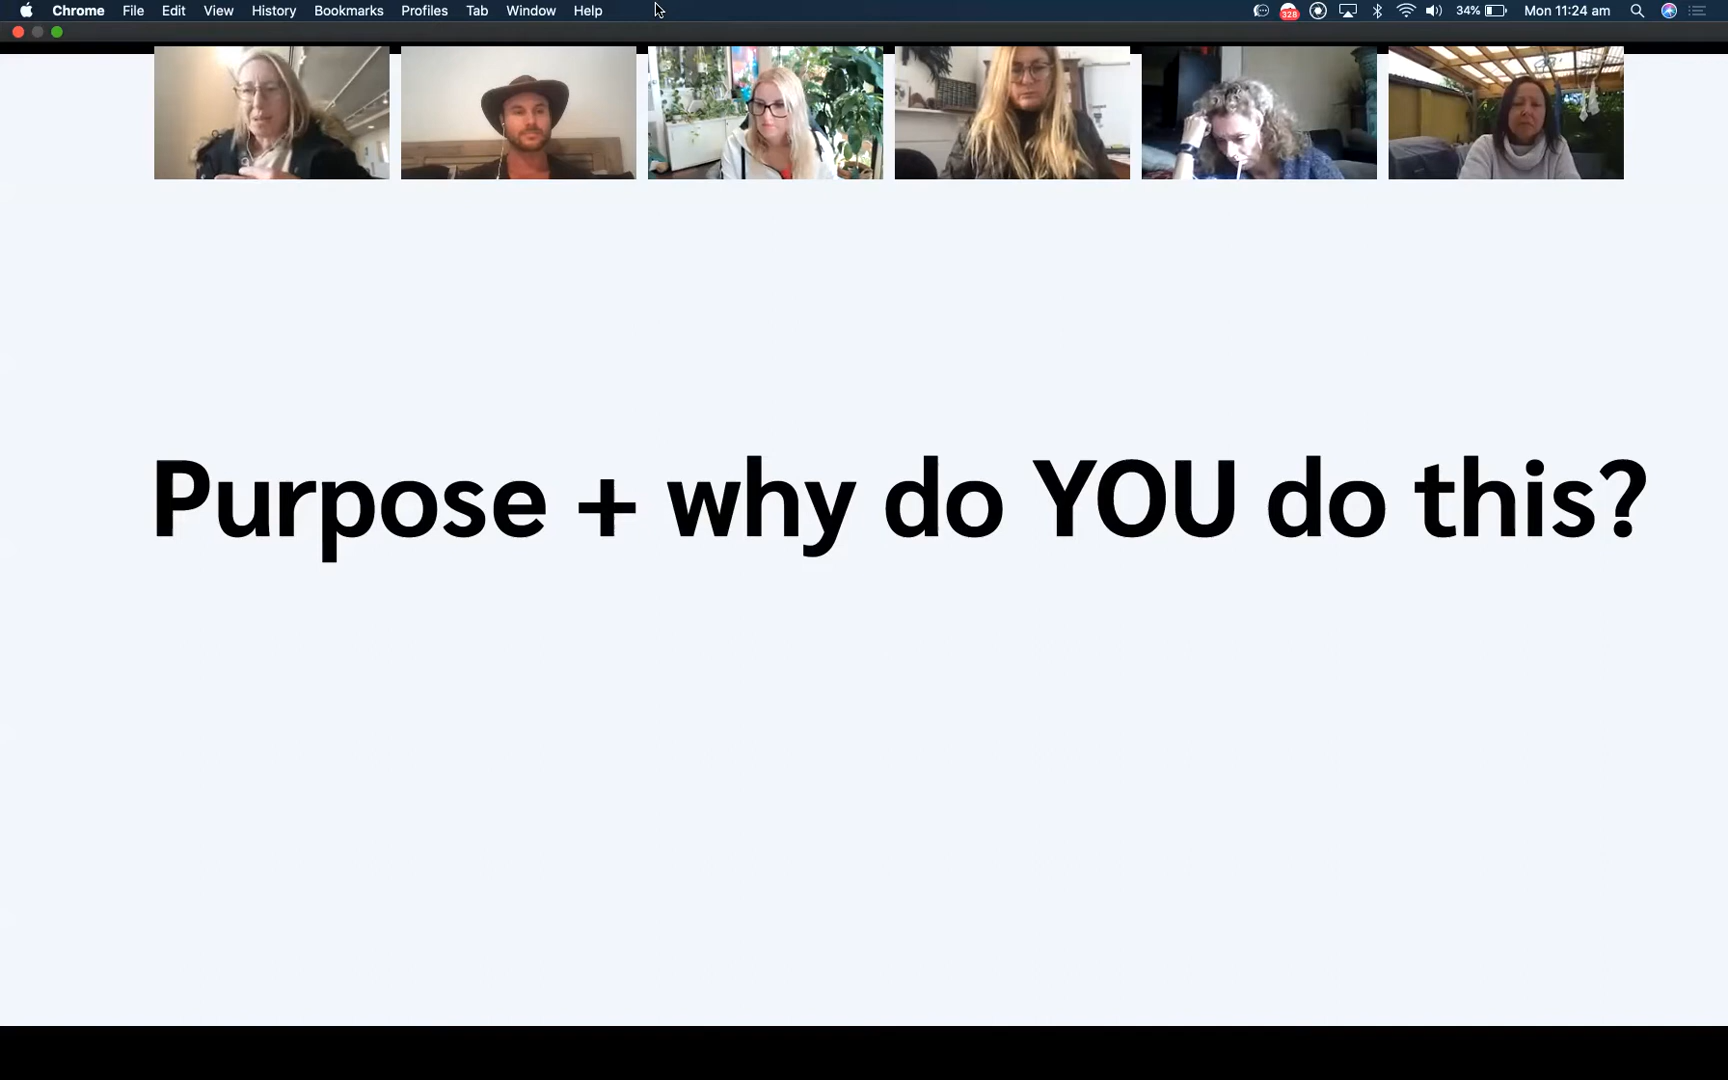 Chrome File Edit View History Bookmarks Profiles Tab Window Help 328 34% Mon 11:24 am
Purpose + why do YOU do this?